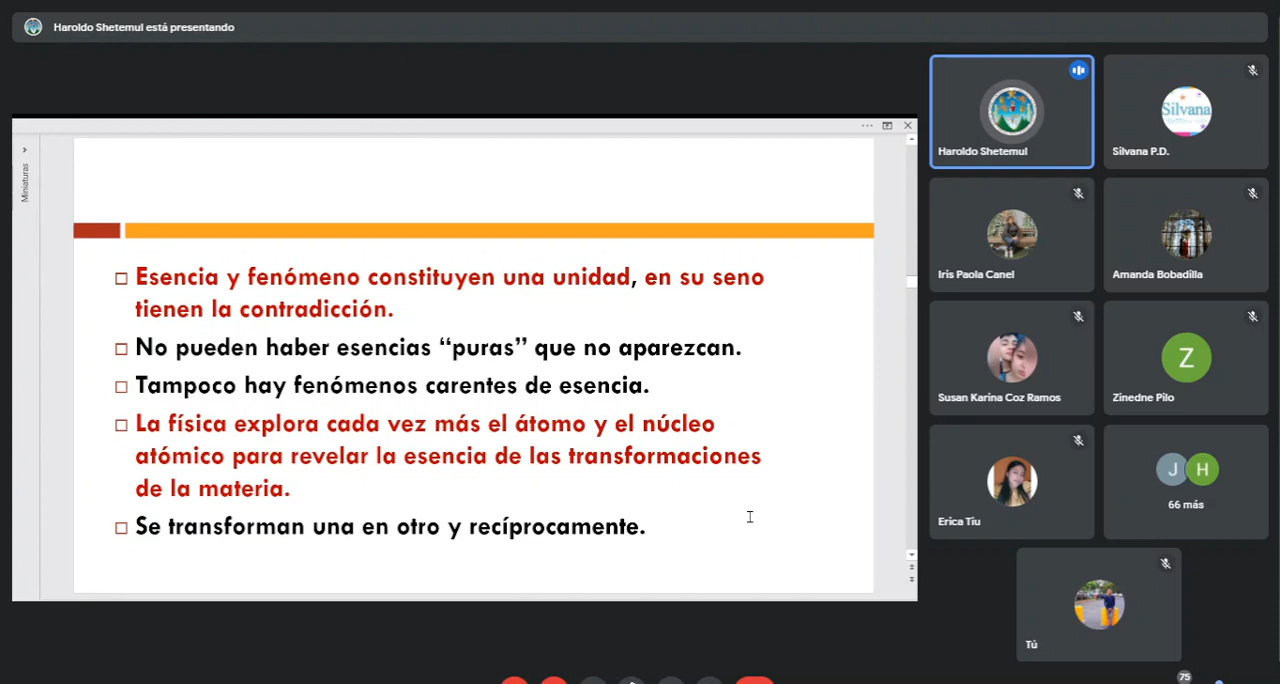 Haroldo Shetemul está presentando
Miniaturas
Esencia y fenómeno constituyen una unidad, en su seno
tienen la contradicción.
No pueden haber esencias “puras” que no aparezcan.
Tampoco hay fenómenos carentes de esencia.
La física explora cada vez más el átomo y el núcleo
atómico para revelar la esencia de las transformaciones
de la materia.
Se transforman una en otro y recíprocamente.
Haroldo Shetemul
Silvana
Silvana P.D.
Iris Paola Canel
Amanda Bobadilla
Susan Karina Coz Ramos
Z
Zinedne Pilo
Erica Tíu
J H
66 más
Tú
75